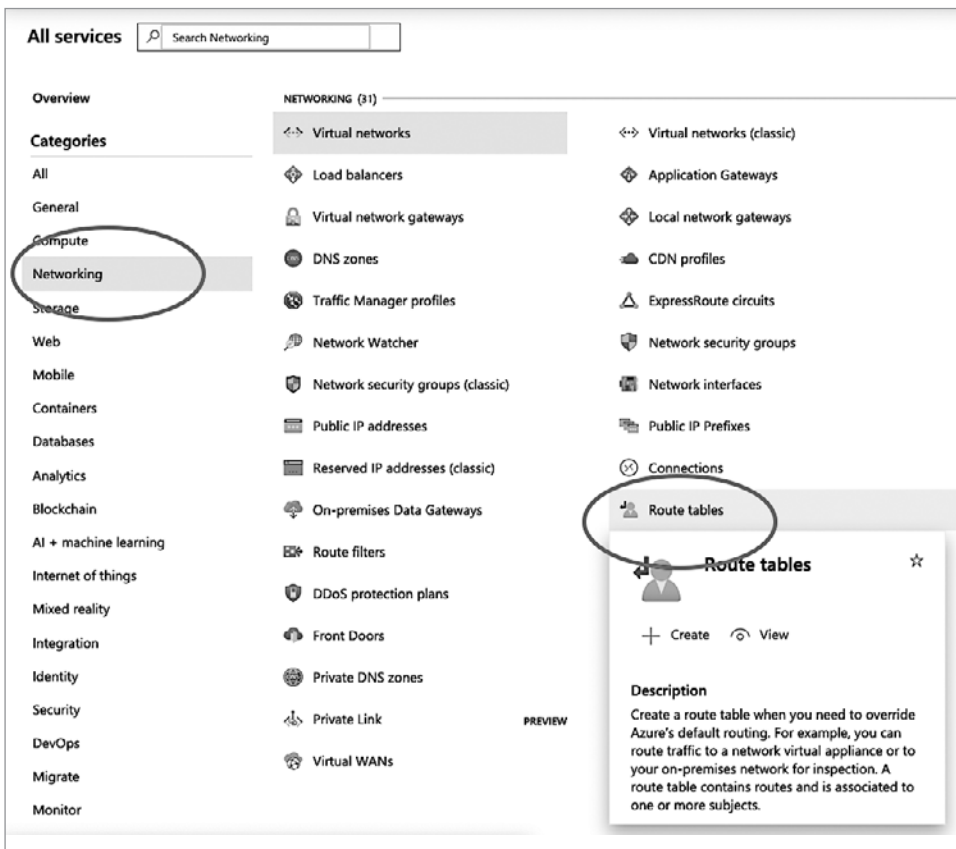 All services
Search Networking
Overview
Categories
All
General
Compute
Networking
Storage
Web
Mobile
Containers
Databases
Analytics
Blockchain
AI + machine learning
Internet of things
Mixed reality
Integration
Identity
Security
DevOps
Migrate
Monitor
NETWORKING (31)
Virtual networks
Load balancers
Virtual network gateways
DNS zones
Traffic Manager profiles
Network Watcher
Network security groups (classic)
Public IP addresses
Reserved IP addresses (classic)
On-premises Data Gateways
Route filters
DDoS protection plans
Front Doors
Private DNS zones
Private Link PREVIEW
Virtual WANs
Virtual networks (classic)
Application Gateways
Local network gateways
CDN profiles
ExpressRoute circuits
Network security groups
Network interfaces
Public IP Prefixes
Connections
Route tables
Route tables
Create View
Description
Create a route table when you need to override
Azure's default routing. For example, you can
route traffic to a network virtual appliance or to
your on-premises network for inspection. A
route table contains routes and is associated to
one or more subjects.